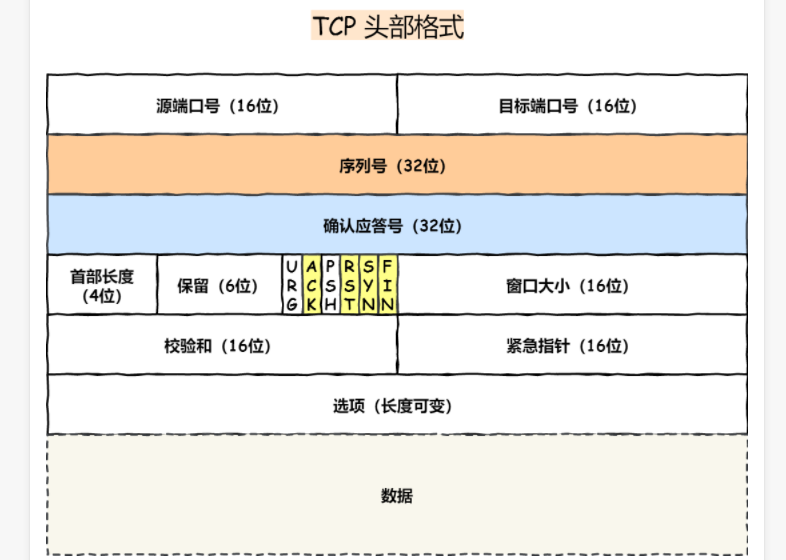 TCP 头部格式
源端口号（16位） 目标端口号（16位）
序列号（32位）
确认应答号（32位）
首部长度
（4位）
保留（6位）
URG
ACK
PSH
RST
SYN
FIN
窗口大小（16位）
校验和（16位） 紧急指针（16位）
选项（长度可变）
数据